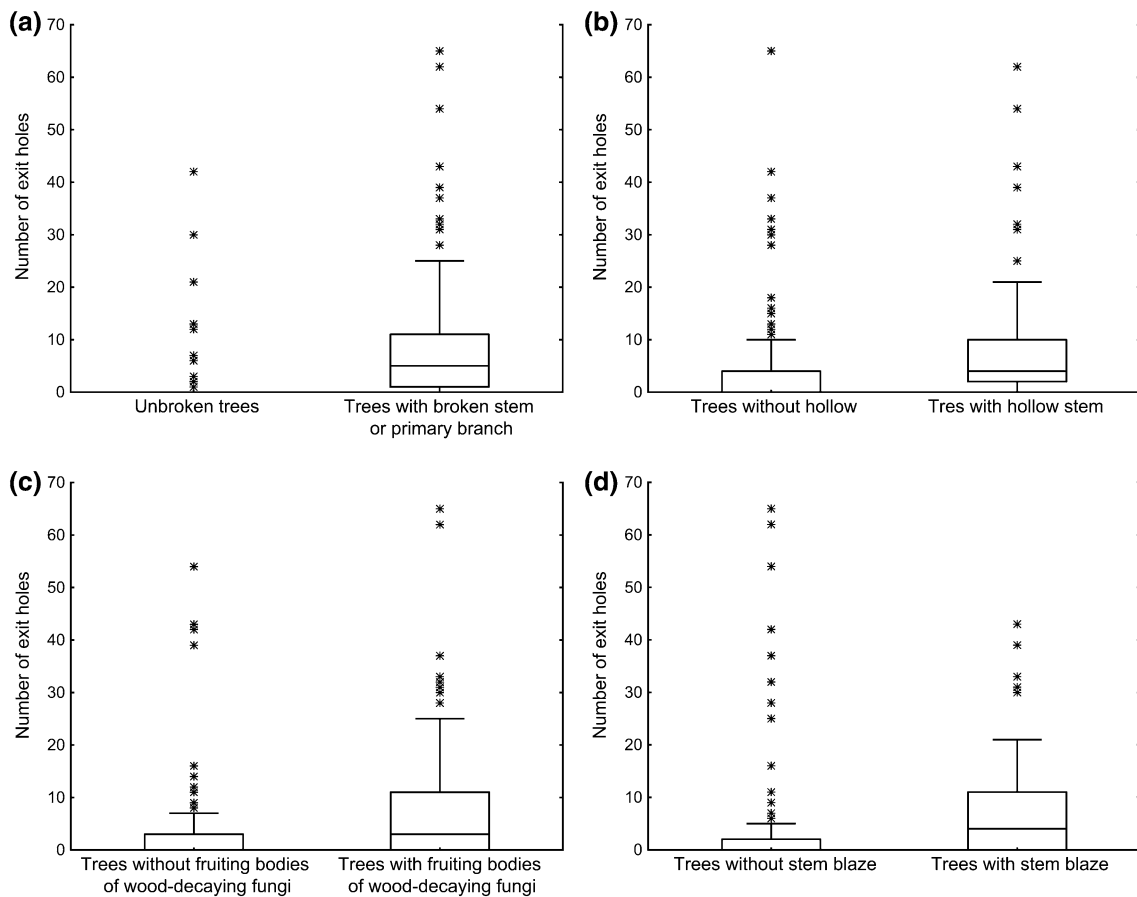 (a)
70
60
50
40
30
20
10
0
Number of exit holes
Unbroken trees
Trees with broken stem
or primary branch
(b)
70
60
50
40
30
20
10
0
Number of exit holes
Trees without hollow
Tres with hollow stem
(c)
70
60
50
40
30
20
10
0
Number of exit holes
Trees without fruiting bodies
of wood-decaying fungi
Trees with fruiting bodies
of wood-decaying fungi
(d)
70
60
50
40
30
20
10
0
Number of exit holes
Trees without stem blaze
Trees with stem blaze